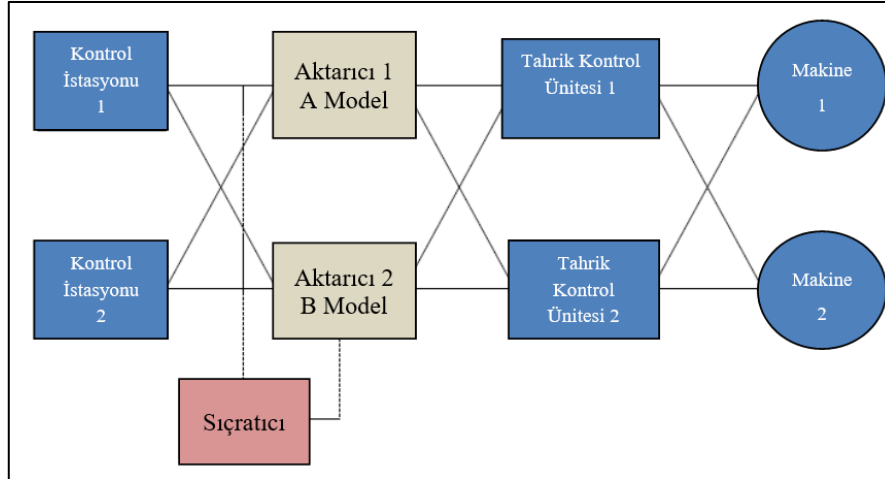 Kontrol
İstasyonu
1
Aktarıcı 1
A Model
Tahrik Kontrol
Ünitesi 1
Makine
1
Kontrol
İstasyonu
2
Aktarıcı 2
B Model
Tahrik
Kontrol
Ünitesi 2
Makine
2
Sıçratıcı